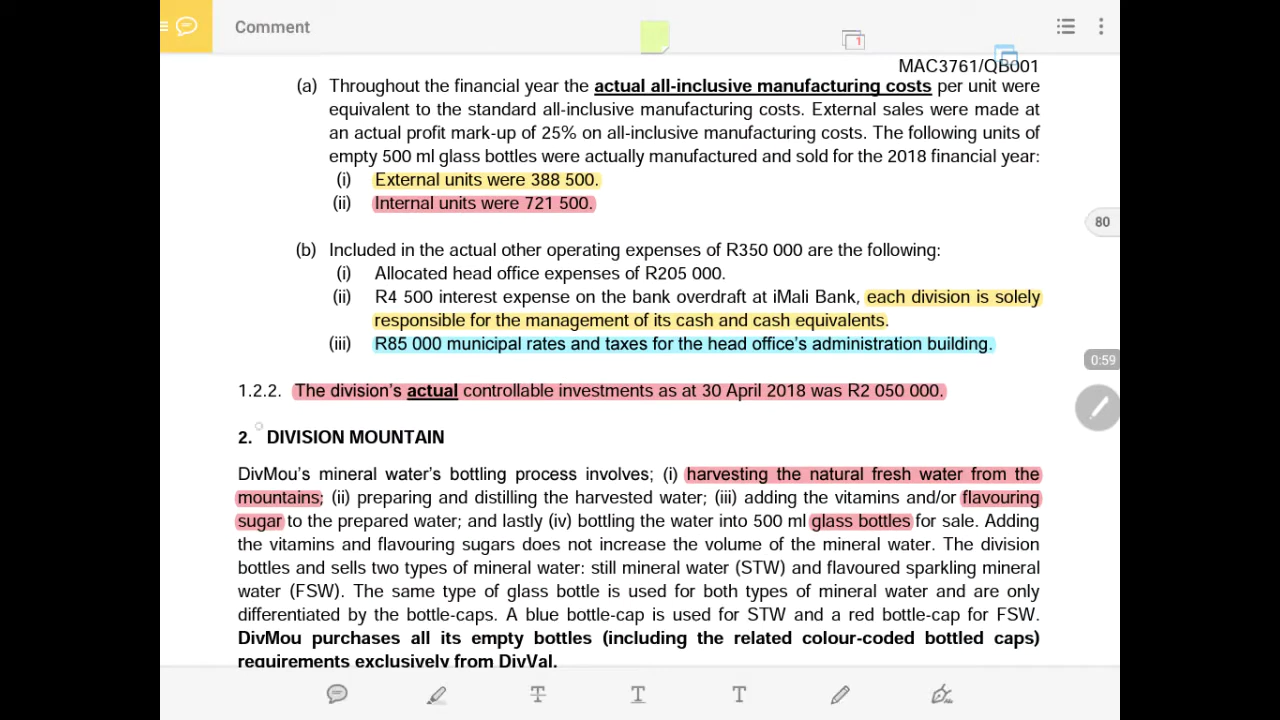 Comment
1
MAC3761/QB001
(a) Throughout the financial year the actual all-inclusive manufacturing costs per unit were
equivalent to the standard all-inclusive manufacturing costs. External sales were made at
an actual profit mark-up of 25% on all-inclusive manufacturing costs. The following units of
empty 500 ml glass bottles were actually manufactured and sold for the 2018 financial year:
(i) External units were 388 500.
(ii) Internal units were 721 500.
80
(b) Included in the actual other operating expenses of R350 000 are the following:
(i) Allocated head office expenses of R205 000.
(ii) R4 500 interest expense on the bank overdraft at iMali Bank, each division is solely
responsible for the management of its cash and cash equivalents.
(iii) R85 000 municipal rates and taxes for the head office's administration building.
0:59
1.2.2. The division's actual controllable investments as at 30 April 2018 was R2 050 000.
2. DIVISION MOUNTAIN
DivMou's mineral water's bottling process involves; (i) harvesting the natural fresh water from the
mountains; (ii) preparing and distilling the harvested water; (iii) adding the vitamins and/or flavouring
sugar to the prepared water; and lastly (iv) bottling the water into 500 ml glass bottles for sale. Adding
the vitamins and flavouring sugars does not increase the volume of the mineral water. The division
bottles and sells two types of mineral water: still mineral water (STW) and flavoured sparkling mineral
water (FSW). The same type of glass bottle is used for both types of mineral water and are only
differentiated by the bottle-caps. A blue bottle-cap is used for STW and a red bottle-cap for FSW.
DivMou purchases all its empty bottles (including the related colour-coded bottled caps)
requirements exclusively from DivVal.